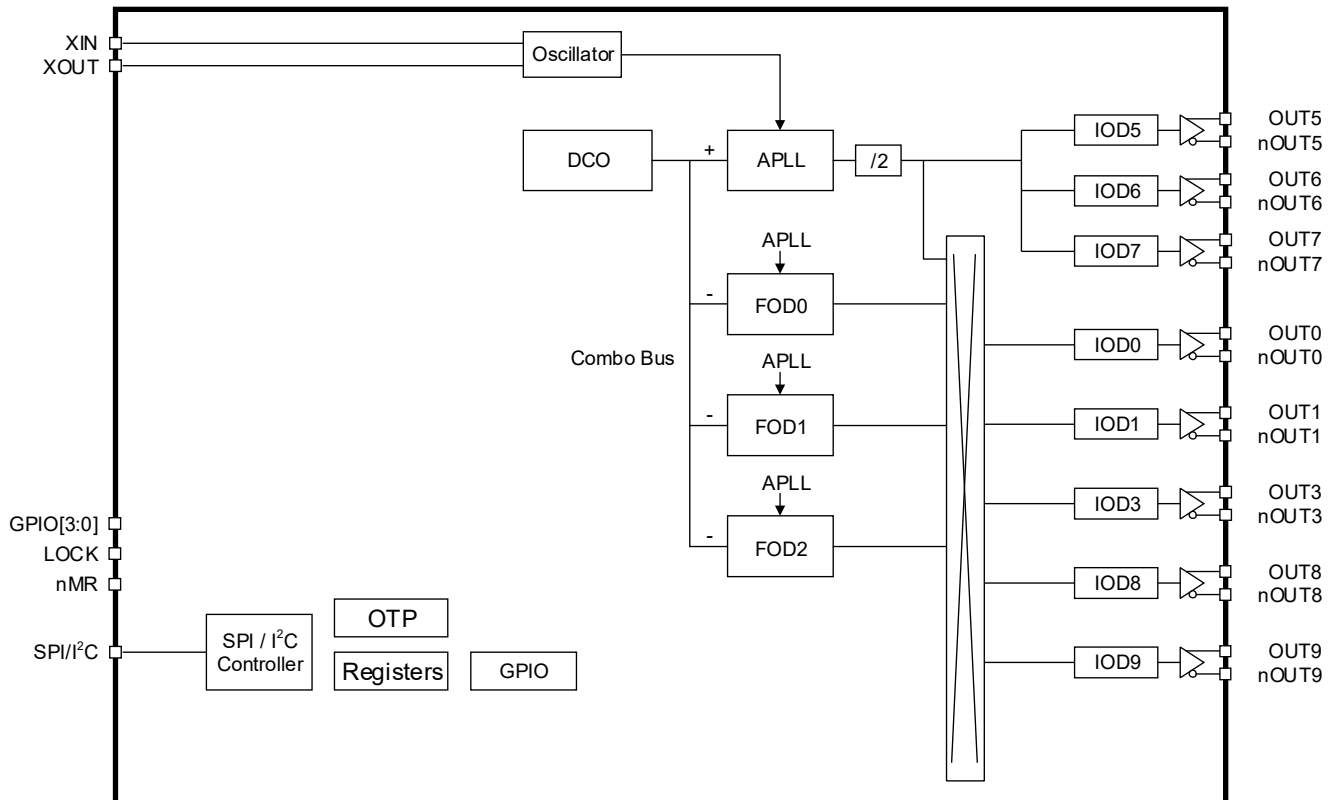 XIN
XOUT
Oscillator
DCO
+
APLL
/2
IOD5
OUT5
nOUT5
IOD6
OUT6
nOUT6
IOD7
OUT7
nOUT7
APLL
-
FOD0
Combo Bus
IOD0
OUT0
nOUT0
APLL
-
FOD1
IOD1
OUT1
nOUT1
APLL
-
FOD2
IOD3
OUT3
nOUT3
IOD8
OUT8
nOUT8
IOD9
OUT9
nOUT9
GPIO[3:0]
LOCK
nMR
SPI/I²C
SPI / I²C
Controller
OTP
Registers
GPIO